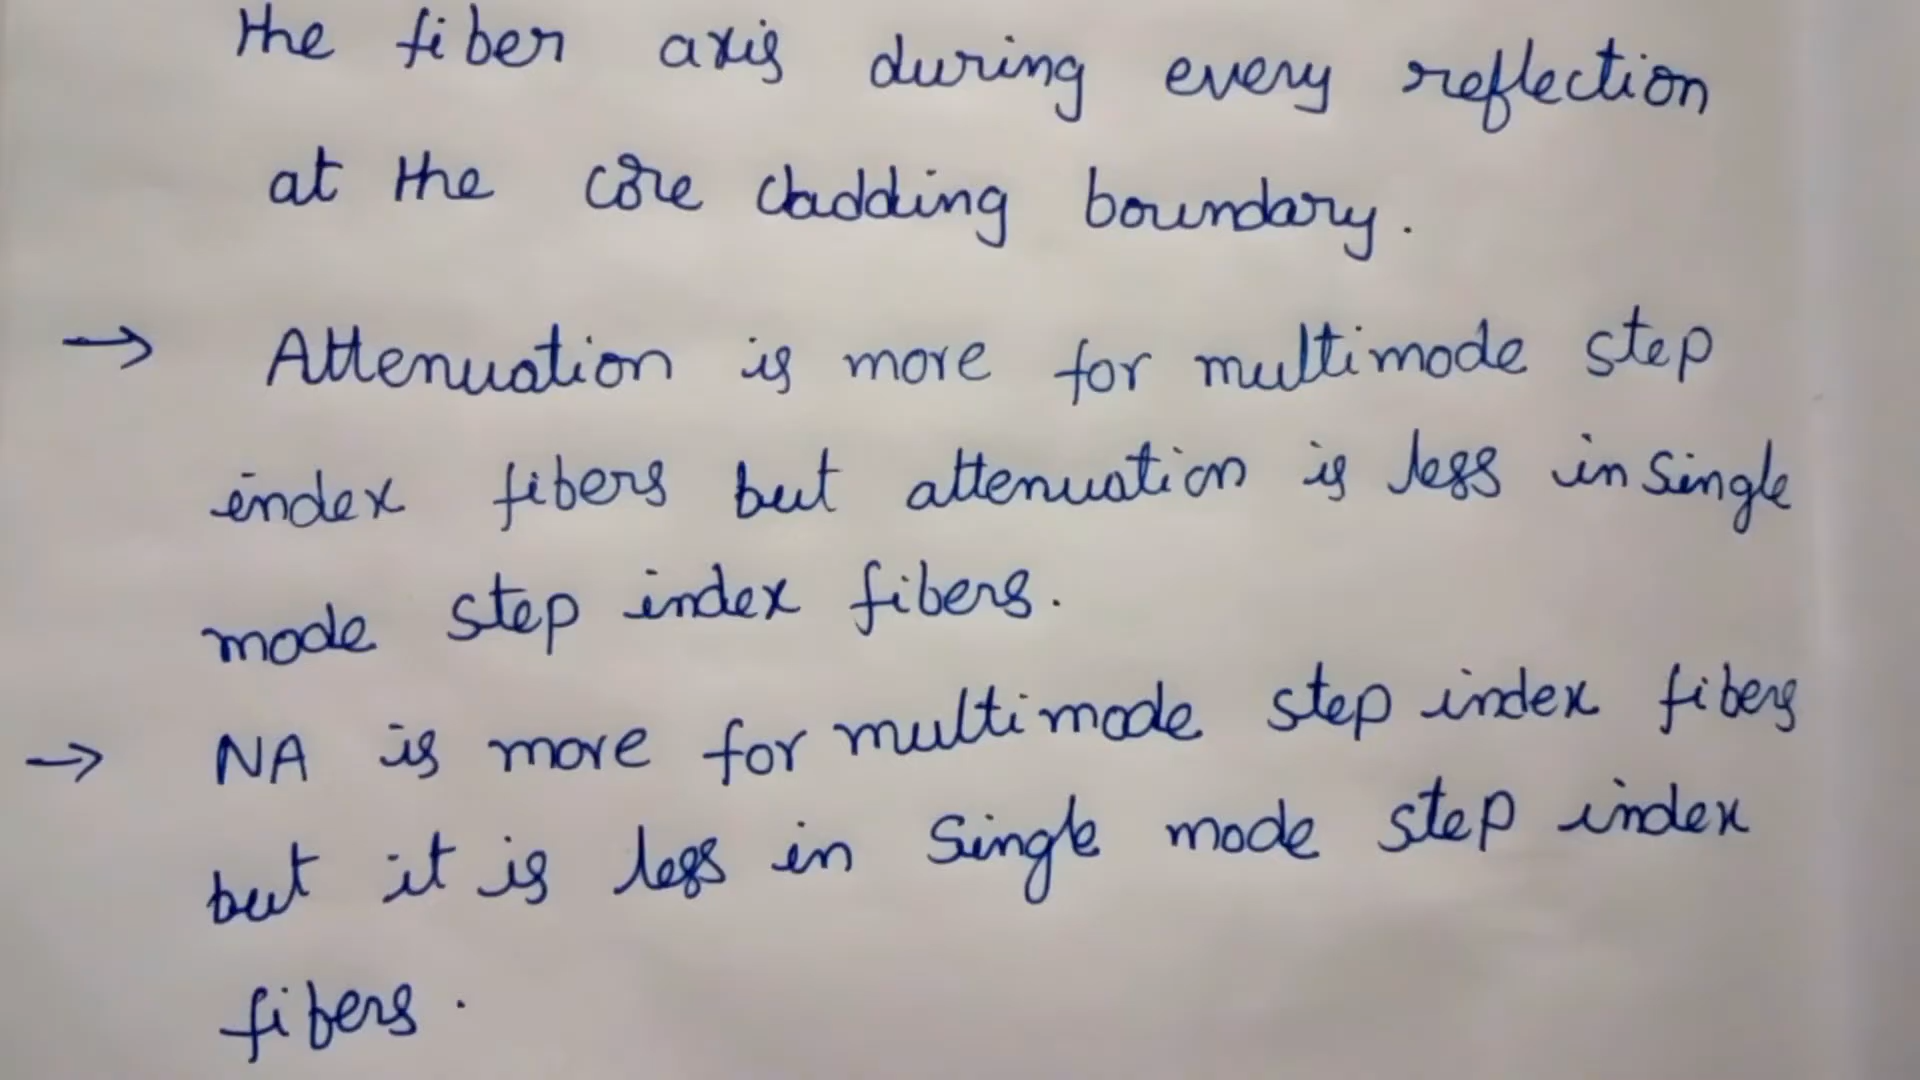 the fiber axis during every reflection
at the core cladding boundary.
→ Attenuation is more for multimode step
index fibers but attenuation is less in single
mode step index fibers.
→ NA is more for multimode step index fibers
but it is less in single mode step index
fibers.